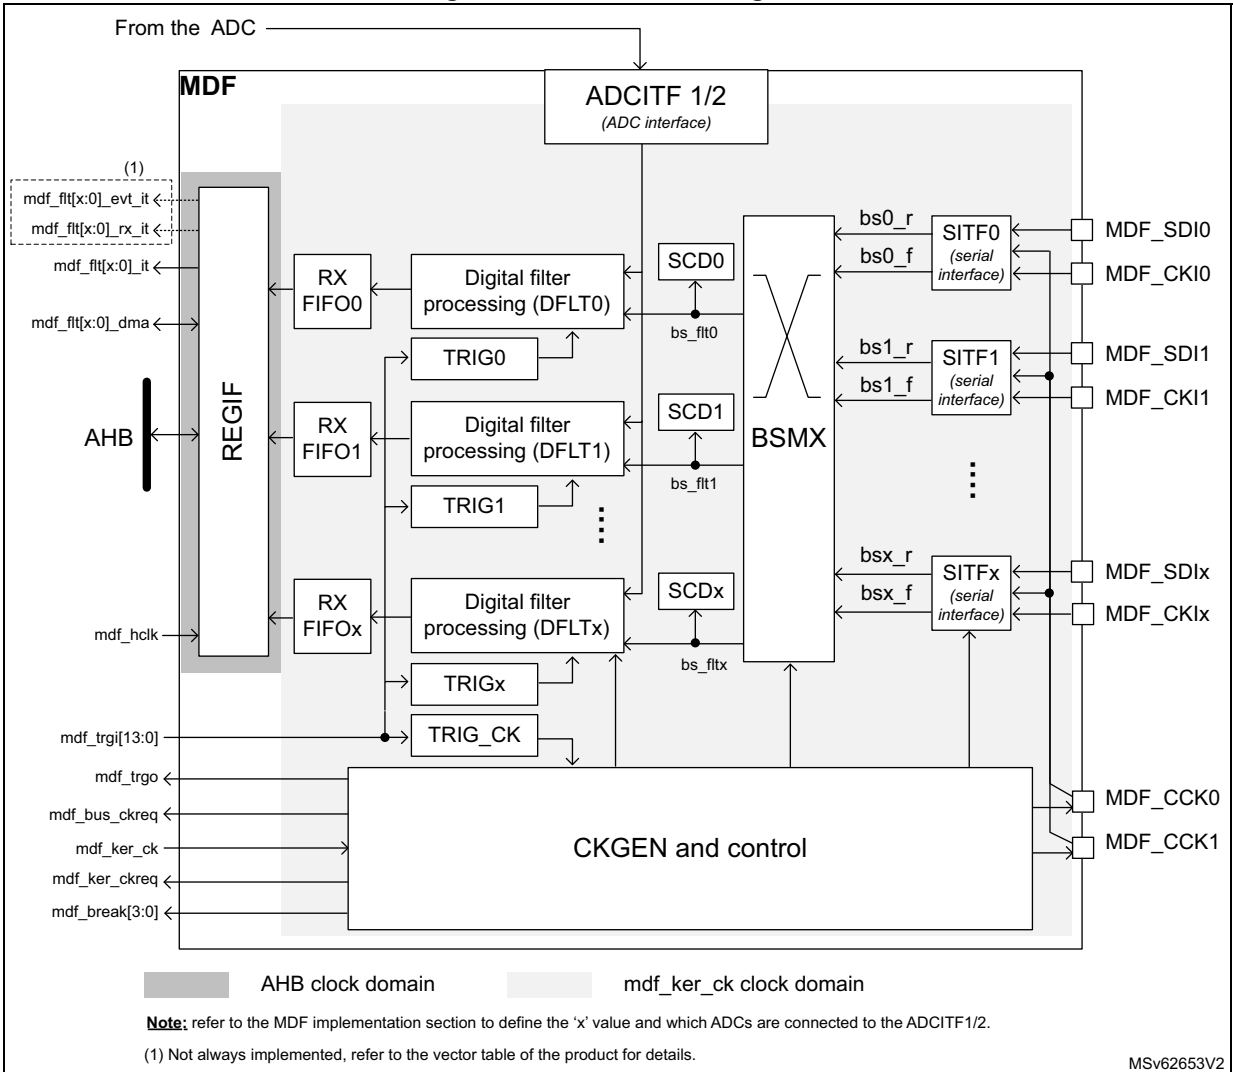 From the ADC
MDF
ADCITF 1/2
(ADC interface)
(1)
mdf_flt[x:0]_evt_it
mdf_flt[x:0]_rx_it
mdf_flt[x:0]_it
mdf_flt[x:0]_dma
AHB
mdf_hclk
REGIF
RX
FIFO0
Digital filter
processing (DFLT0)
TRIG0
SCD0
bs_flt0
RX
FIFO1
Digital filter
processing (DFLT1)
TRIG1
SCD1
bs_flt1
RX
FIFOx
Digital filter
processing (DFLTx)
TRIGx
SCDx
bs_fltx
TRIG_CK
BSMX
bs0_r
bs0_f
SITF0
(serial
interface)
MDF_SDI0
MDF_CKI0
bs1_r
bs1_f
SITF1
(serial
interface)
MDF_SDI1
MDF_CKI1
bsx_r
bsx_f
SITFx
(serial
interface)
MDF_SDIx
MDF_CKIx
mdf_trgi[13:0]
mdf_trgo
mdf_bus_ckreq
mdf_ker_ck
mdf_ker_ckreq
mdf_break[3:0]
CKGEN and control
MDF_CCK0
MDF_CCK1
AHB clock domain
mdf_ker_ck clock domain
Note: refer to the MDF implementation section to define the ‘x’ value and which ADCs are connected to the ADCITF1/2.
(1) Not always implemented, refer to the vector table of the product for details.
MSv62653V2